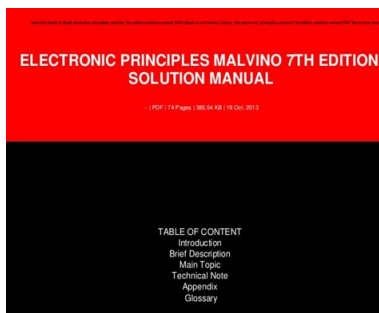 ELECTRONIC PRINCIPLES MALVINO 7TH EDITION
SOLUTION MANUAL
-- | PDF | 74 Pages | 385.54 KB | 19 Oct, 2013
TABLE OF CONTENT
Introduction
Brief Description
Main Topic
Technical Note
Appendix
Glossary